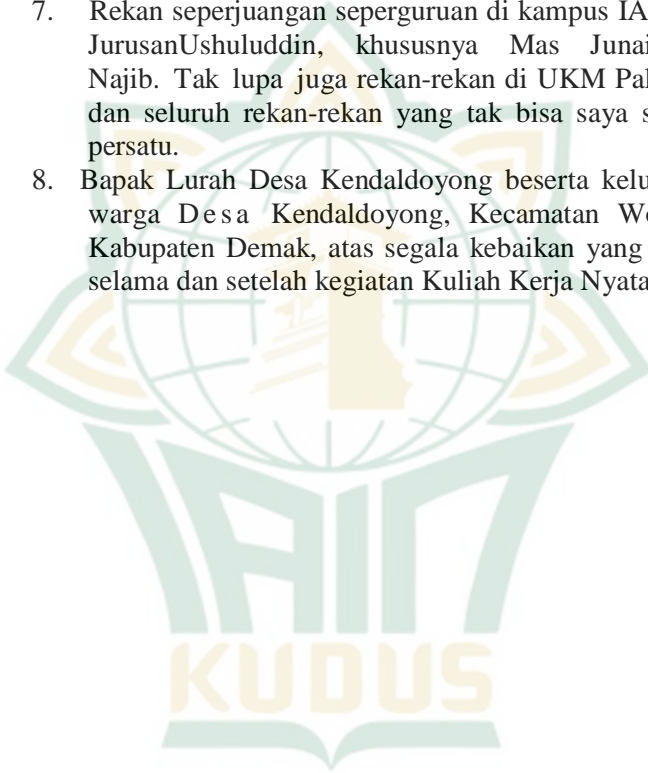 7. Rekan seperjuangan seperguruan di kampus IA
JurusanUshuluddin, khususnya Mas Junai
Najib. Tak lupa juga rekan-rekan di UKM Pal
dan seluruh rekan-rekan yang tak bisa saya s
persatu.
8. Bapak Lurah Desa Kendaldoyong beserta kelu
warga D e s a Kendaldoyong, Kecamatan Wo
Kabupaten Demak, atas segala kebaikan yang
selama dan setelah kegiatan Kuliah Kerja Nyata
IAIN
KUDUS